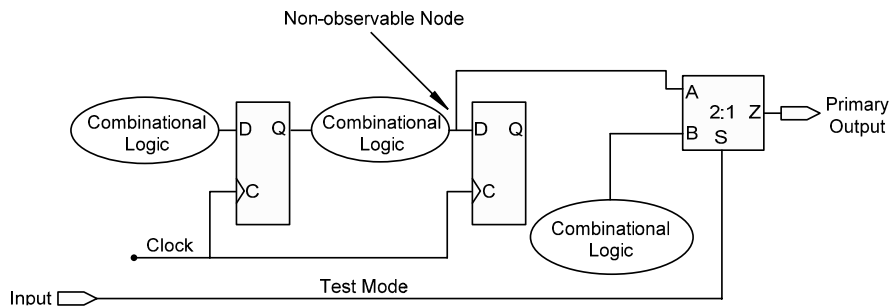 Non-observable Node
Combinational
Logic
D
Q
C
Combinational
Logic
D
Q
C
A
2:1
Z
B
S
Primary
Output
Combinational
Logic
Clock
Test Mode
Input